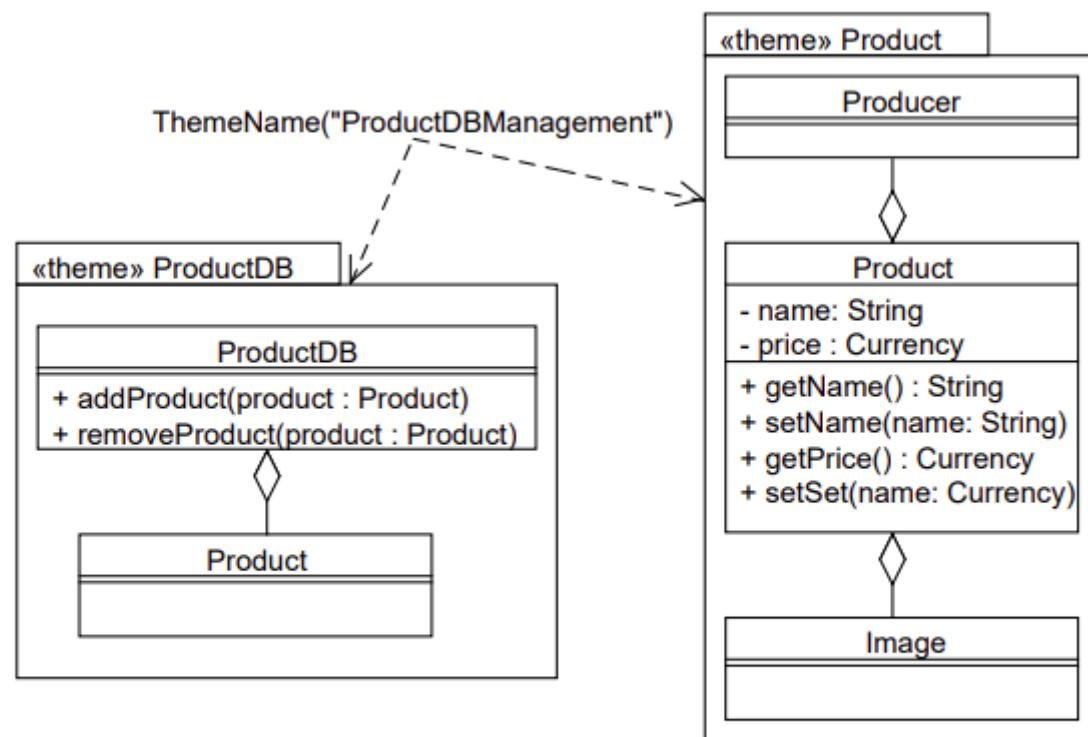 «theme» Product
Producer
ThemeName("ProductDBManagement")
«theme» ProductDB
ProductDB
+ addProduct(product : Product)
+ removeProduct(product : Product)
Product
Product
- name: String
- price : Currency
+ getName() : String
+ setName(name: String)
+ getPrice() : Currency
+ setSet(name: Currency)
Image